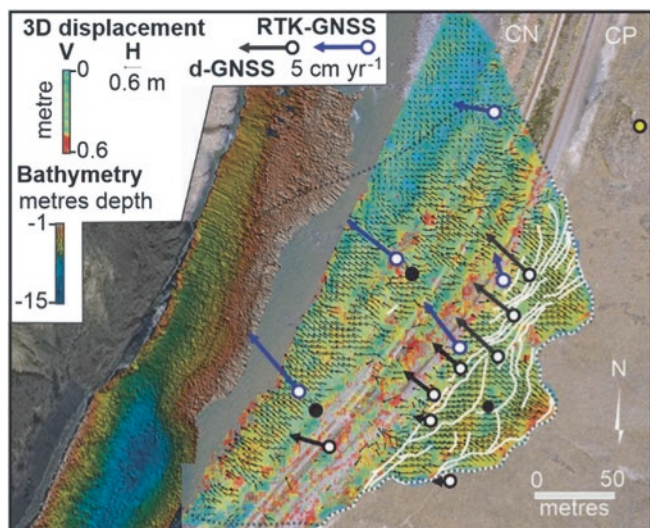 3D displacement
V H
0
0.6 m
metre
0.6
RTK-GNSS
d-GNSS 5 cm yr⁻¹
Bathymetry
metres depth
-1
-15
CN
CP
N
0 50
metres